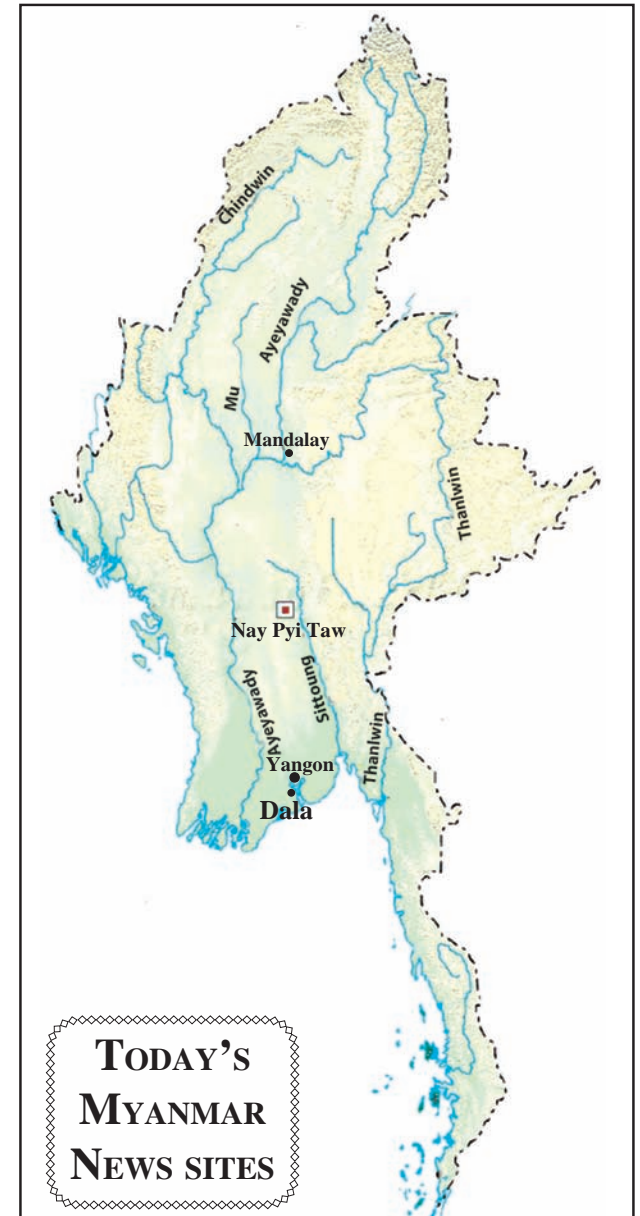 Chindwin
Ayeyawady
Mu
Mandalay
Thanlwin
Nay Pyi Taw
Sittoung
Ayeyawady
Thanlwin
Yangon
Dala
TODAY'S
MYANMAR
NEWS SITES